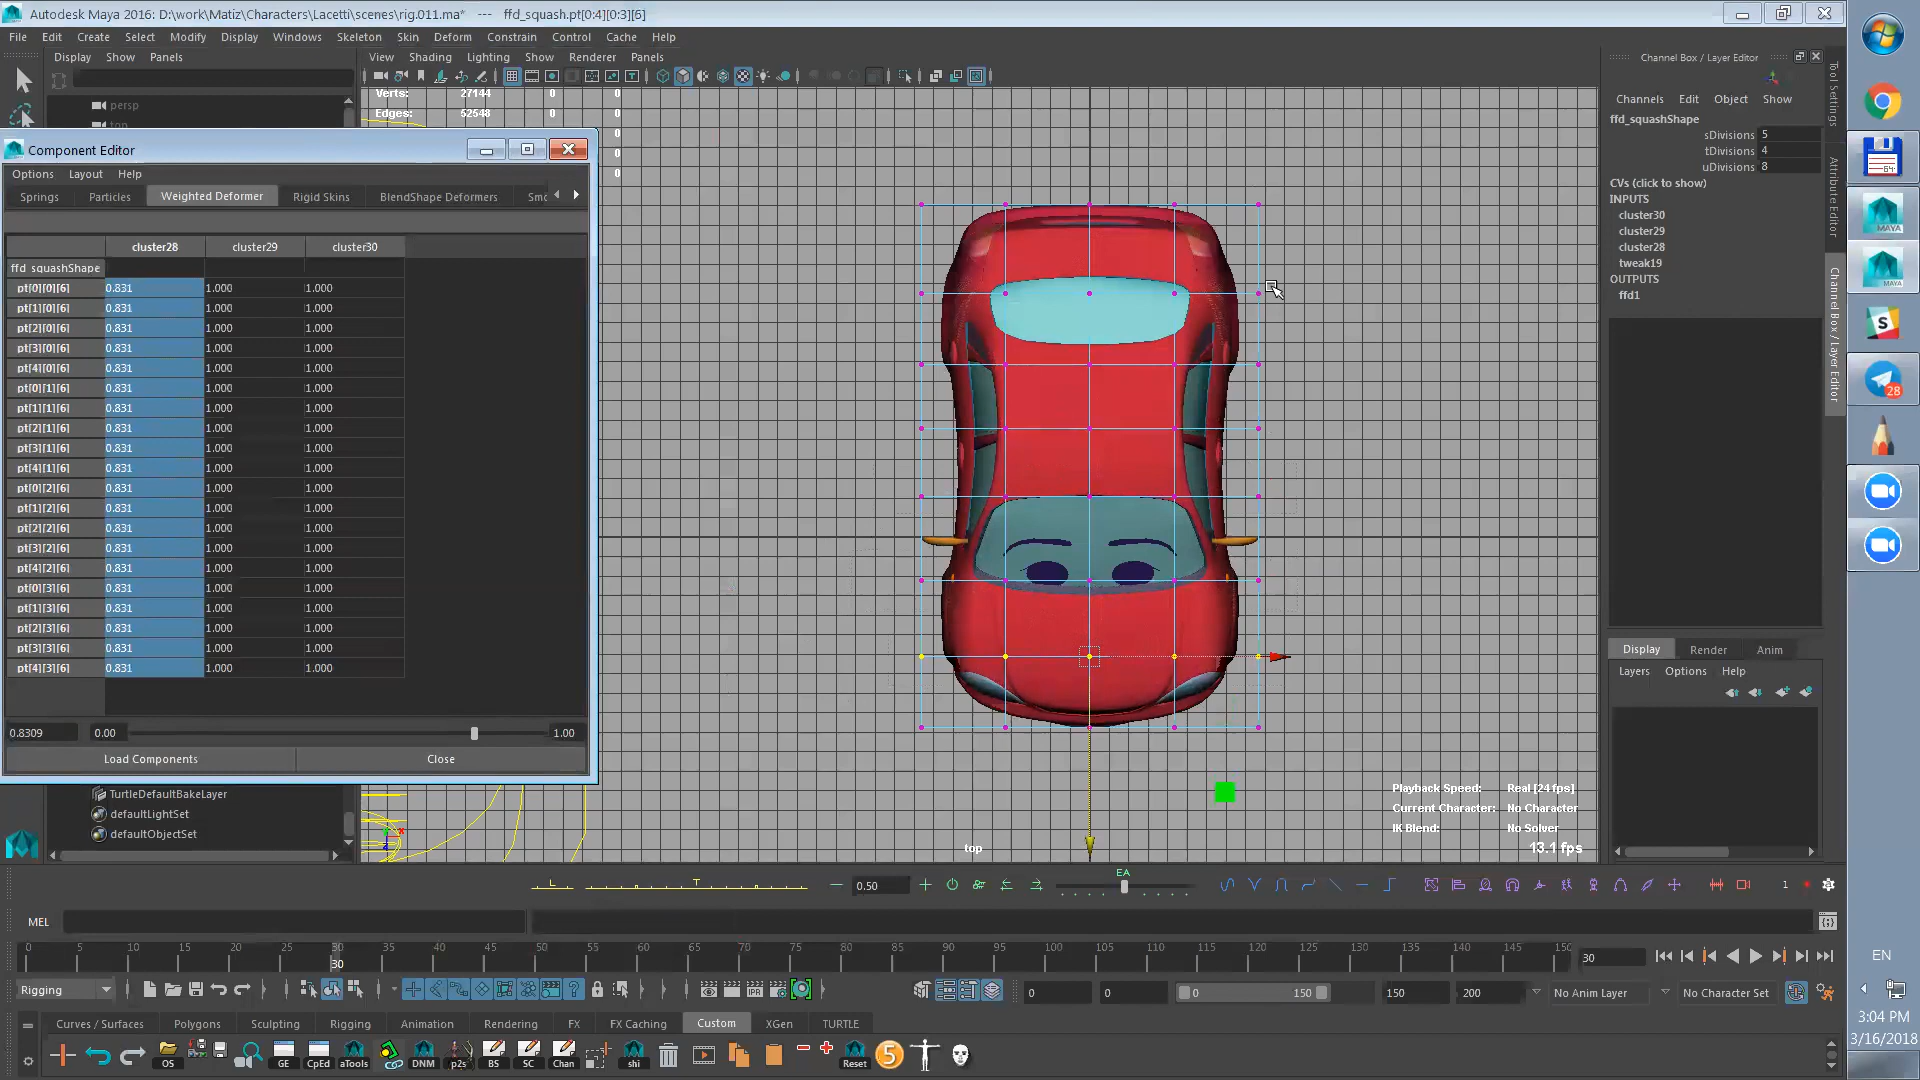 Autodesk Maya 2016: D:\work\Matiz\Characters\Lacetti\scenes\rig.011.ma*   ---   ffd_squash.pt[0:4][0:3][6]
File Edit Create Select Modify Display Windows Skeleton Skin Deform Constrain Control Cache Help
Display Show Panels
View Shading Lighting Show Renderer Panels
Channel Box / Layer Editor
persp
top
Verts: 27144 0 0
Edges: 52548 0 0
0
0
0
Channels Edit Object Show
ffd_squashShape
sDivisions 5
tDivisions 4
uDivisions 8
CVs (click to show)
INPUTS
cluster30
cluster29
cluster28
tweak19
OUTPUTS
ffd1
Tool Settings
Attribute Editor
Channel Box / Layer Editor
Component Editor
Options Layout Help
Springs Particles Weighted Deformer Rigid Skins BlendShape Deformers Smo
cluster28 cluster29 cluster30
ffd_squashShape
pt[0][0][6] 0.831 1.000 1.000
pt[1][0][6] 0.831 1.000 1.000
pt[2][0][6] 0.831 1.000 1.000
pt[3][0][6] 0.831 1.000 1.000
pt[4][0][6] 0.831 1.000 1.000
pt[0][1][6] 0.831 1.000 1.000
pt[1][1][6] 0.831 1.000 1.000
pt[2][1][6] 0.831 1.000 1.000
pt[3][1][6] 0.831 1.000 1.000
pt[4][1][6] 0.831 1.000 1.000
pt[0][2][6] 0.831 1.000 1.000
pt[1][2][6] 0.831 1.000 1.000
pt[2][2][6] 0.831 1.000 1.000
pt[3][2][6] 0.831 1.000 1.000
pt[4][2][6] 0.831 1.000 1.000
pt[0][3][6] 0.831 1.000 1.000
pt[1][3][6] 0.831 1.000 1.000
pt[2][3][6] 0.831 1.000 1.000
pt[3][3][6] 0.831 1.000 1.000
pt[4][3][6] 0.831 1.000 1.000
0.8309 0.00 1.00
Load Components Close
TurtleDefaultBakeLayer
defaultLightSet
defaultObjectSet
top
Playback Speed: Real [24 fps]
Current Character: No Character
IK Blend: No Solver
13.1 fps
Display Render Anim
Layers Options Help
L T 0.50 EA 1
MEL
0 5 10 15 20 25 30 35 40 45 50 55 60 65 70 75 80 85 90 95 100 105 110 115 120 125 130 135 140 145 150
30
30
Rigging IPR 0 0 0 150 150 200 No Anim Layer No Character Set
Curves / Surfaces Polygons Sculpting Rigging Animation Rendering FX FX Caching Custom XGen TURTLE
OS GE CpEd aTools DNM p2s BS SC Chan shi Reset 5
64
MAYA
MAYA
28
EN
3:04 PM
3/16/2018